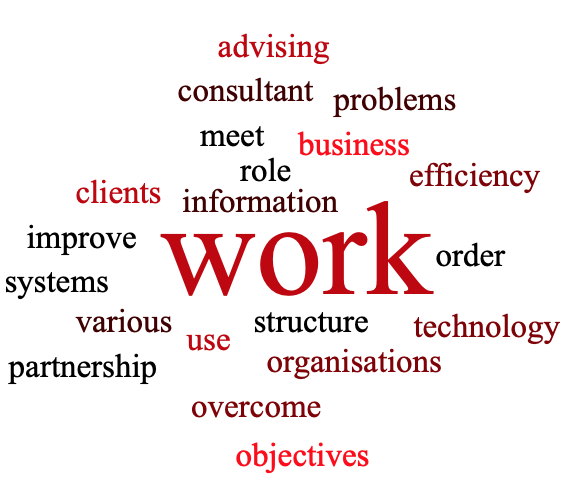 advising
consultant
problems
meet
business
role
efficiency
clients
information
improve
work
order
systems
various
use
structure
technology
partnership
organisations
overcome
objectives